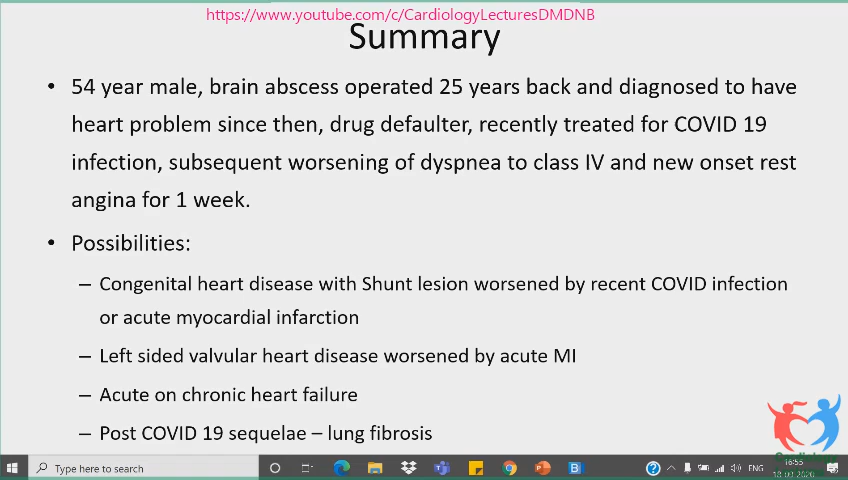 https://www.youtube.com/c/CardiologyLecturesDMDNB
Summary
• 54 year male, brain abscess operated 25 years back and diagnosed to have
heart problem since then, drug defaulter, recently treated for COVID 19
infection, subsequent worsening of dyspnea to class IV and new onset rest
angina for 1 week.
• Possibilities:
– Congenital heart disease with Shunt lesion worsened by recent COVID infection
or acute myocardial infarction
– Left sided valvular heart disease worsened by acute MI
– Acute on chronic heart failure
– Post COVID 19 sequelae – lung fibrosis
Cardiology
Type here to search
ENG
16:55